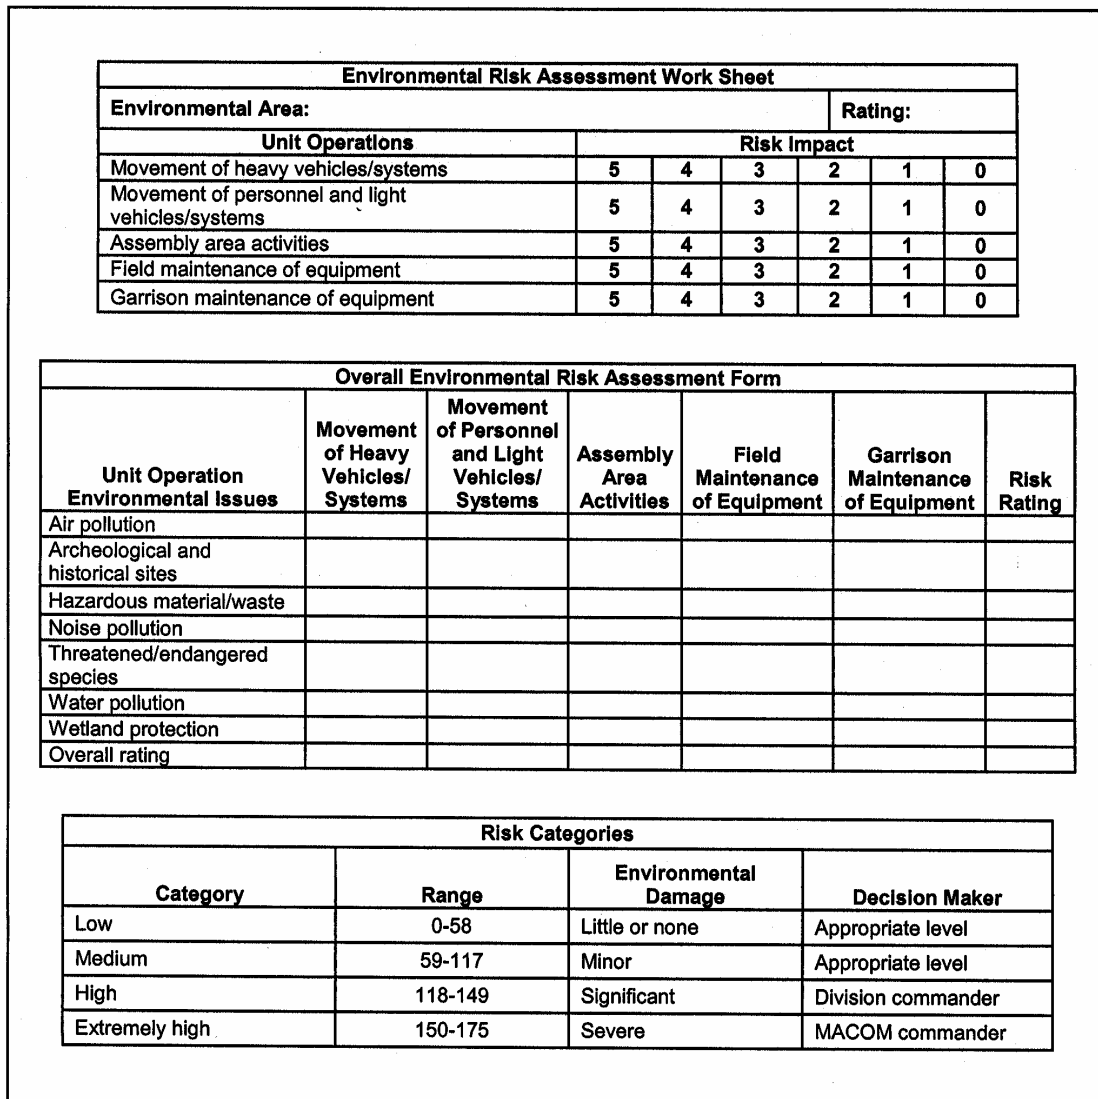 Environmental Risk Assessment Work Sheet
Environmental Area: Rating:
Unit Operations Risk Impact
Movement of heavy vehicles/systems 5 4 3 2 1 0
Movement of personnel and light
vehicles/systems 5 4 3 2 1 0
Assembly area activities 5 4 3 2 1 0
Field maintenance of equipment 5 4 3 2 1 0
Garrison maintenance of equipment 5 4 3 2 1 0
Overall Environmental Risk Assessment Form
Unit Operation
Environmental Issues
Movement
of Heavy
Vehicles/
Systems
Movement
of Personnel
and Light
Vehicles/
Systems
Assembly
Area
Activities
Field
Maintenance
of Equipment
Garrison
Maintenance
of Equipment
Risk
Rating
Air pollution
Archeological and
historical sites
Hazardous material/waste
Noise pollution
Threatened/endangered
species
Water pollution
Wetland protection
Overall rating
Risk Categories
Category
Range
Environmental
Damage
Decision Maker
Low 0-58 Little or none Appropriate level
Medium 59-117 Minor Appropriate level
High 118-149 Significant Division commander
Extremely high 150-175 Severe MACOM commander